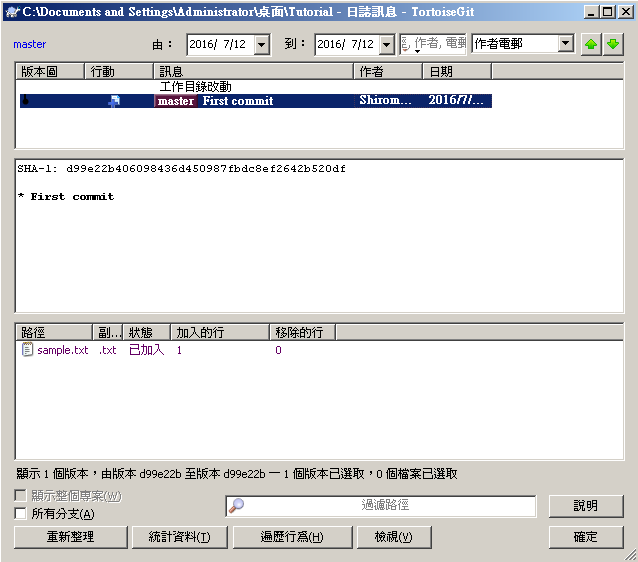 C:\Documents and Settings\Administrator\桌面\Tutorial - 日誌訊息 - TortoiseGit
master 由： 2016/ 7/12 到： 2016/ 7/12 作者, 電郵 作者電郵
版本圖 行動 訊息 作者 日期
工作目錄改動
master First commit Shirom... 2016/7/...
SHA-1: d99e22b406098436d450987fbdc8ef2642b520df
* First commit
路徑 副... 狀態 加入的行 移除的行
sample.txt .txt 已加入 1 0
顯示 1 個版本，由版本 d99e22b 至版本 d99e22b — 1 個版本已選取，0 個檔案已選取
顯示整個專案(W)
所有分支(A)
過濾路徑
說明
重新整理 統計資料(T) 遍歷行為(H) 檢視(V) 確定